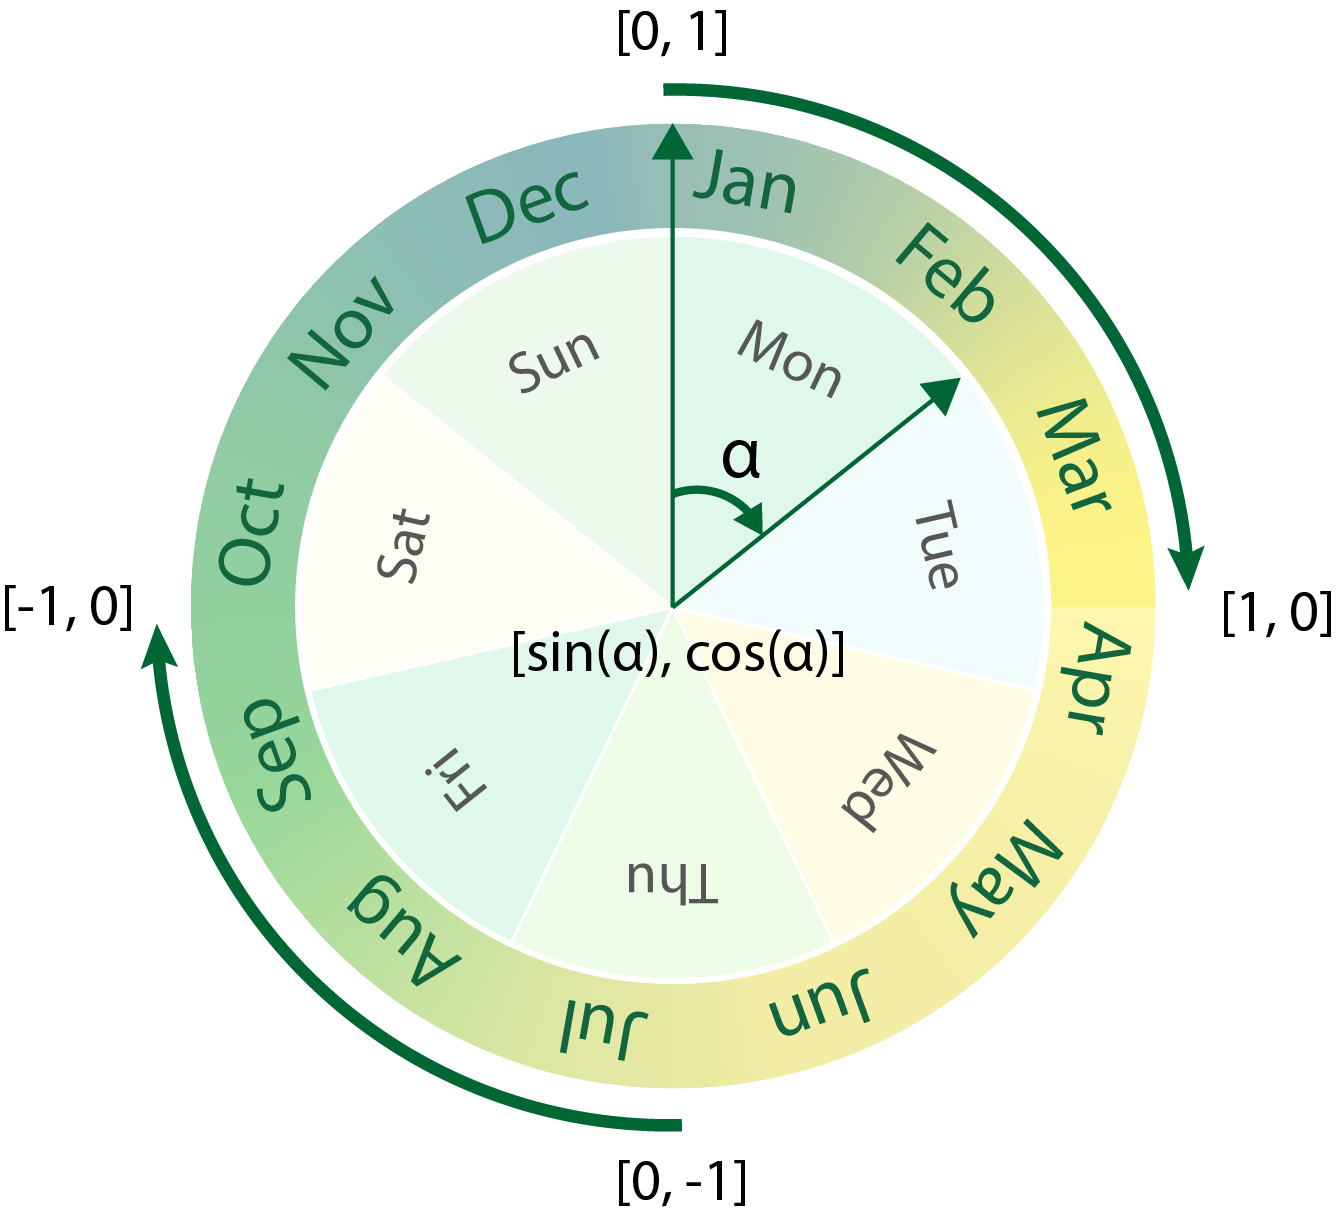 [0, 1]
Jan
Feb
Mar
Apr
May
Jun
Jul
Aug
Sep
Oct
Nov
Dec
Mon
Tue
Wed
Thu
Fri
Sat
Sun
α
[sin(α), cos(α)]
[1, 0]
[0, -1]
[-1, 0]